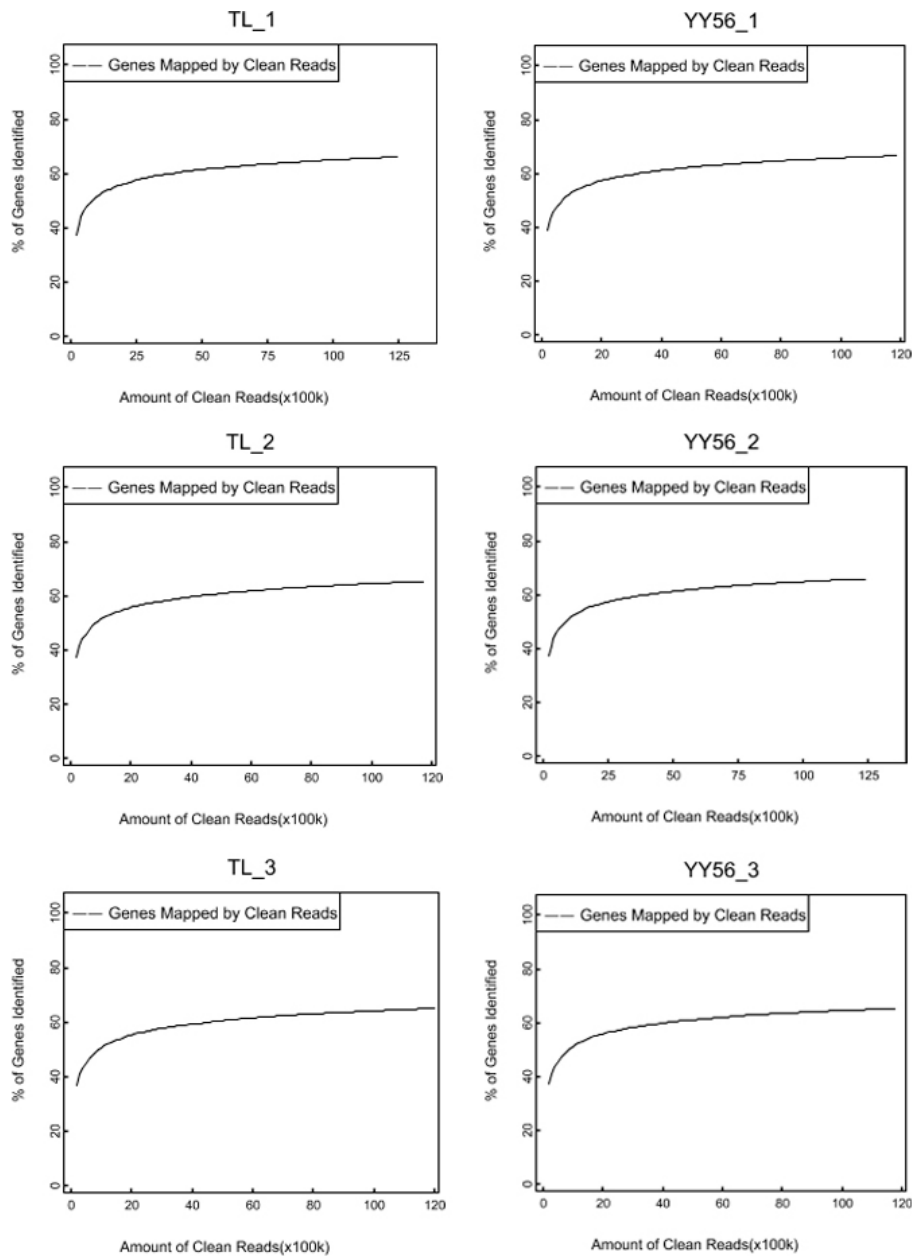 TL_1
—— Genes Mapped by Clean Reads
% of Genes Identified
100
80
60
40
20
0
0 25 50 75 100 125
Amount of Clean Reads(x100k)
YY56_1
—— Genes Mapped by Clean Reads
% of Genes Identified
100
80
60
40
20
0
0 20 40 60 80 100 120
Amount of Clean Reads(x100k)
TL_2
—— Genes Mapped by Clean Reads
% of Genes Identified
100
80
60
40
20
0
0 20 40 60 80 100 120
Amount of Clean Reads(x100k)
YY56_2
—— Genes Mapped by Clean Reads
% of Genes Identified
100
80
60
40
20
0
0 25 50 75 100 125
Amount of Clean Reads(x100k)
TL_3
—— Genes Mapped by Clean Reads
% of Genes Identified
100
80
60
40
20
0
0 20 40 60 80 100 120
Amount of Clean Reads(x100k)
YY56_3
—— Genes Mapped by Clean Reads
% of Genes Identified
100
80
60
40
20
0
0 20 40 60 80 100 120
Amount of Clean Reads(x100k)